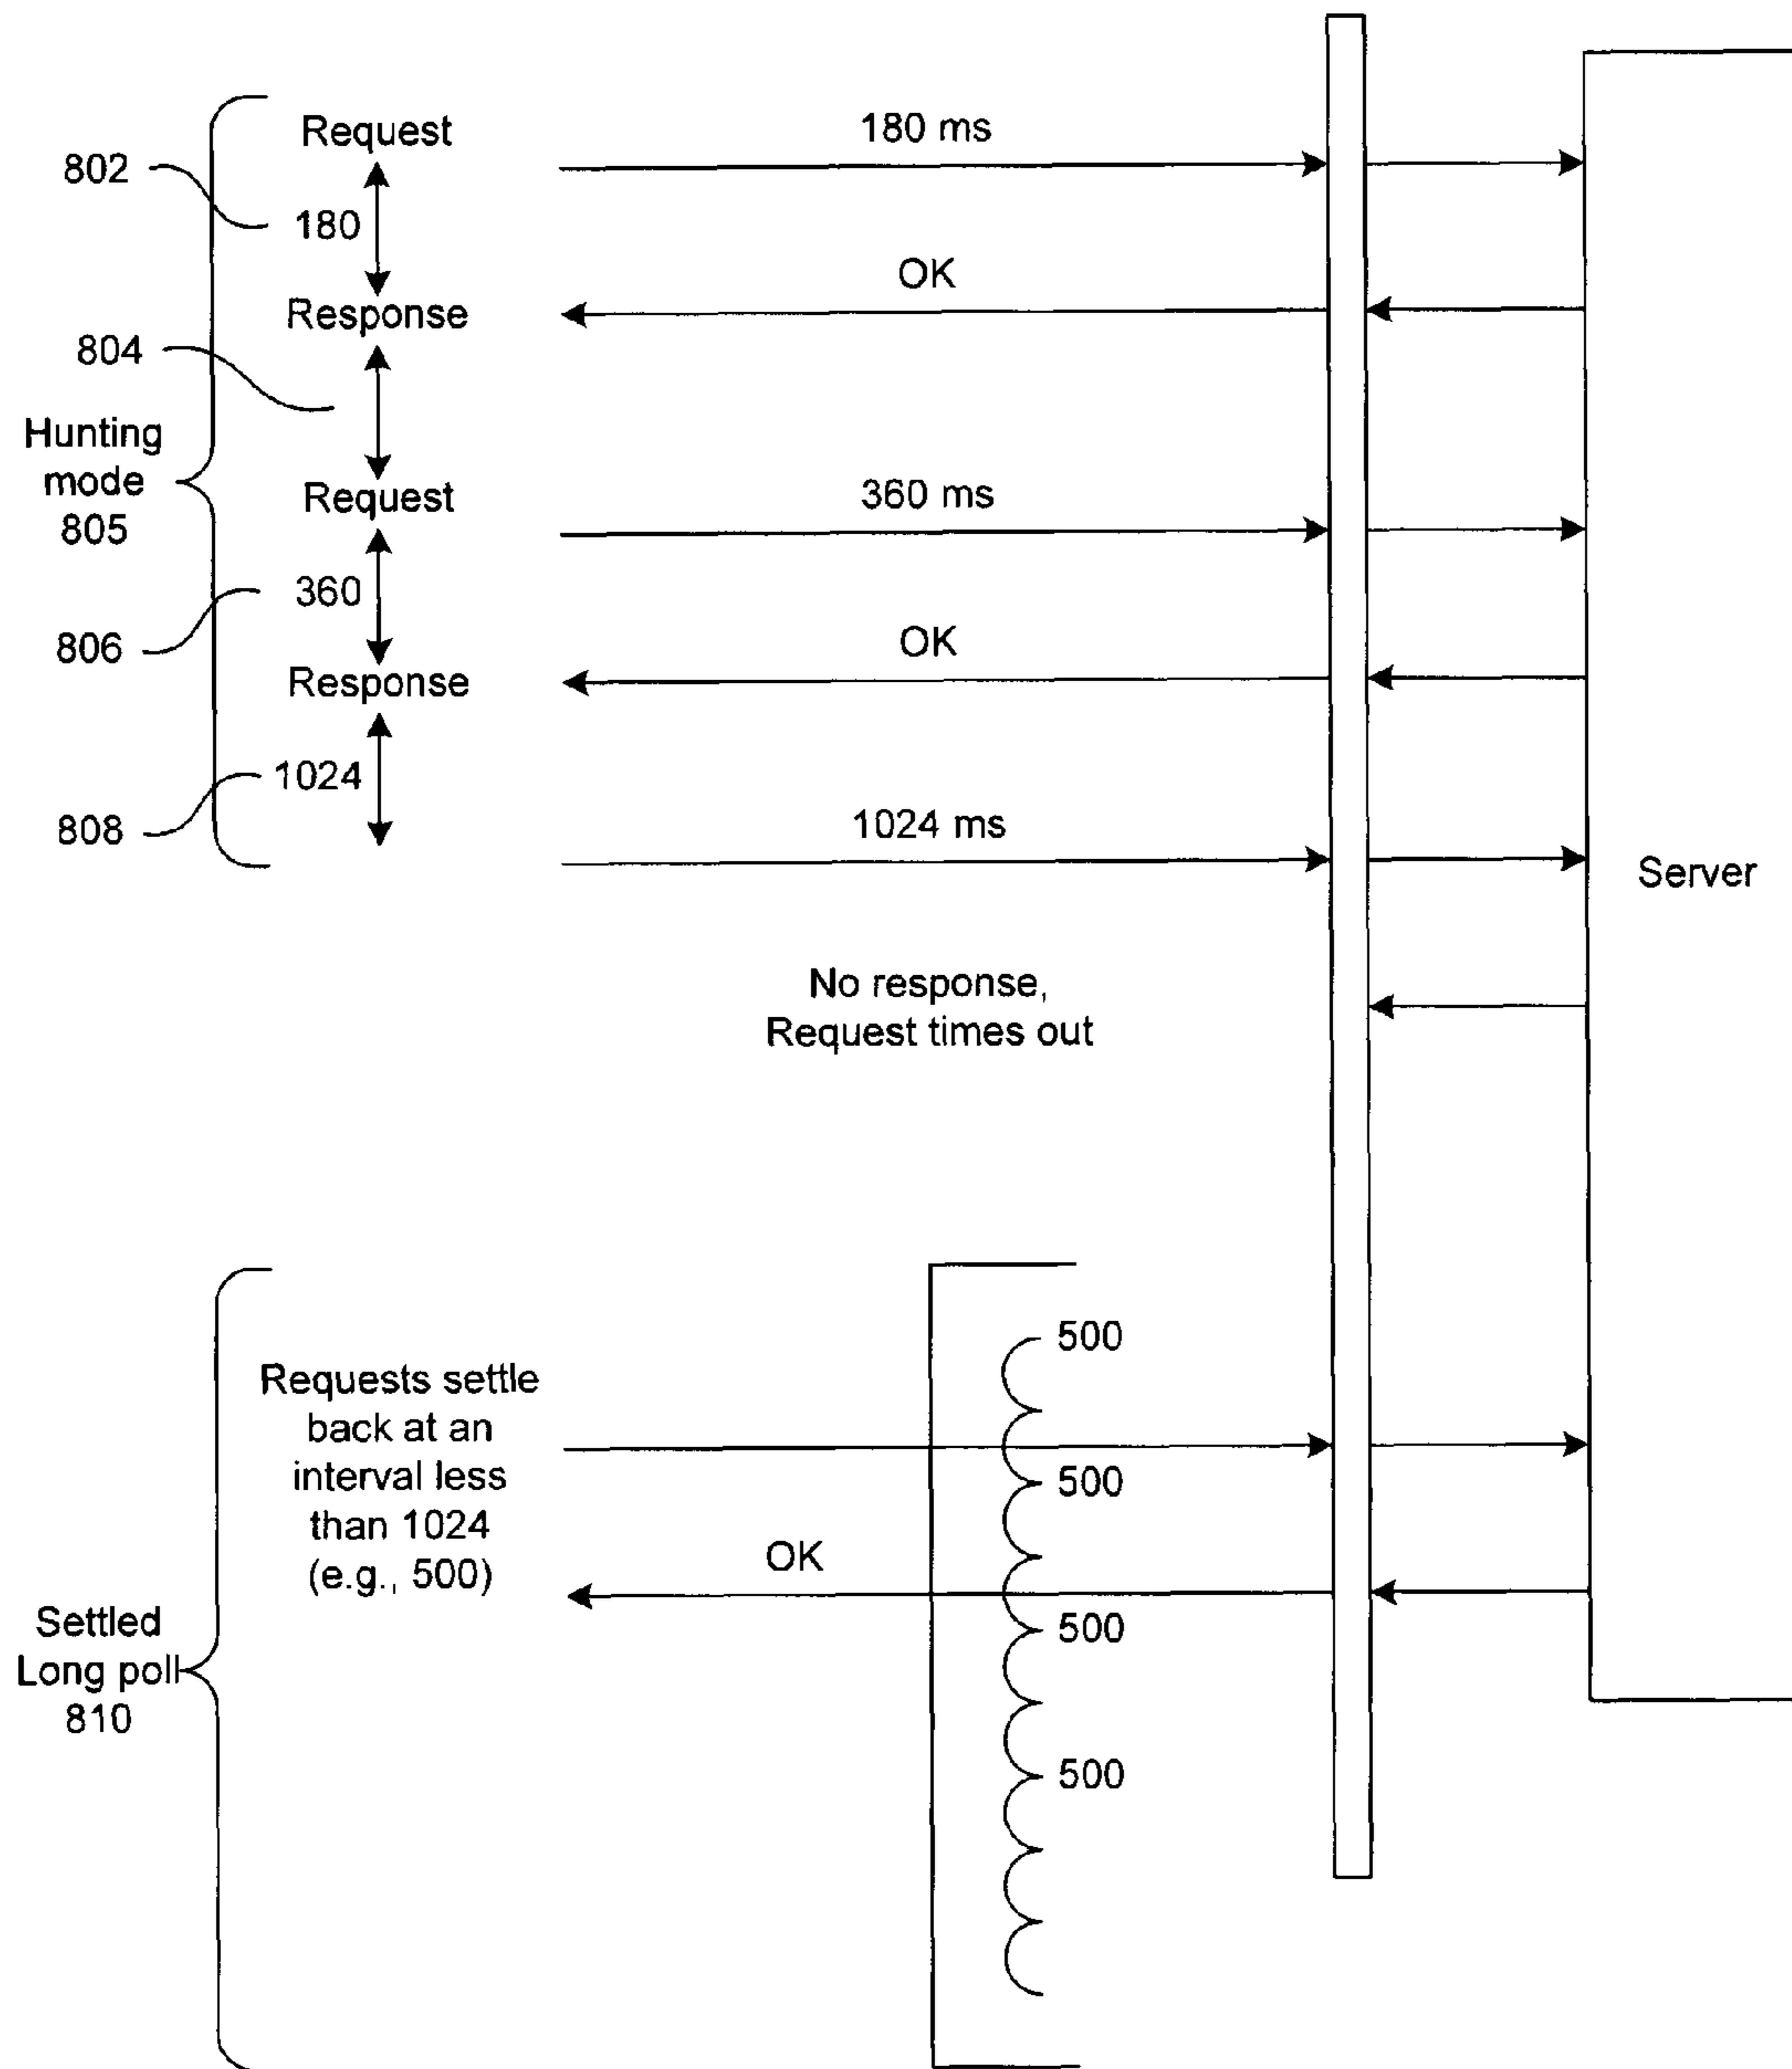 Request
180 ms
802
180
OK
Response
804
Hunting
mode
805
Request
360 ms
360
806
OK
Response
1024
808
1024 ms
Server
No response,
Request times out
500
Requests settle
back at an
interval less
than 1024
(e.g., 500)
500
OK
Settled
Long poll
810
500
500